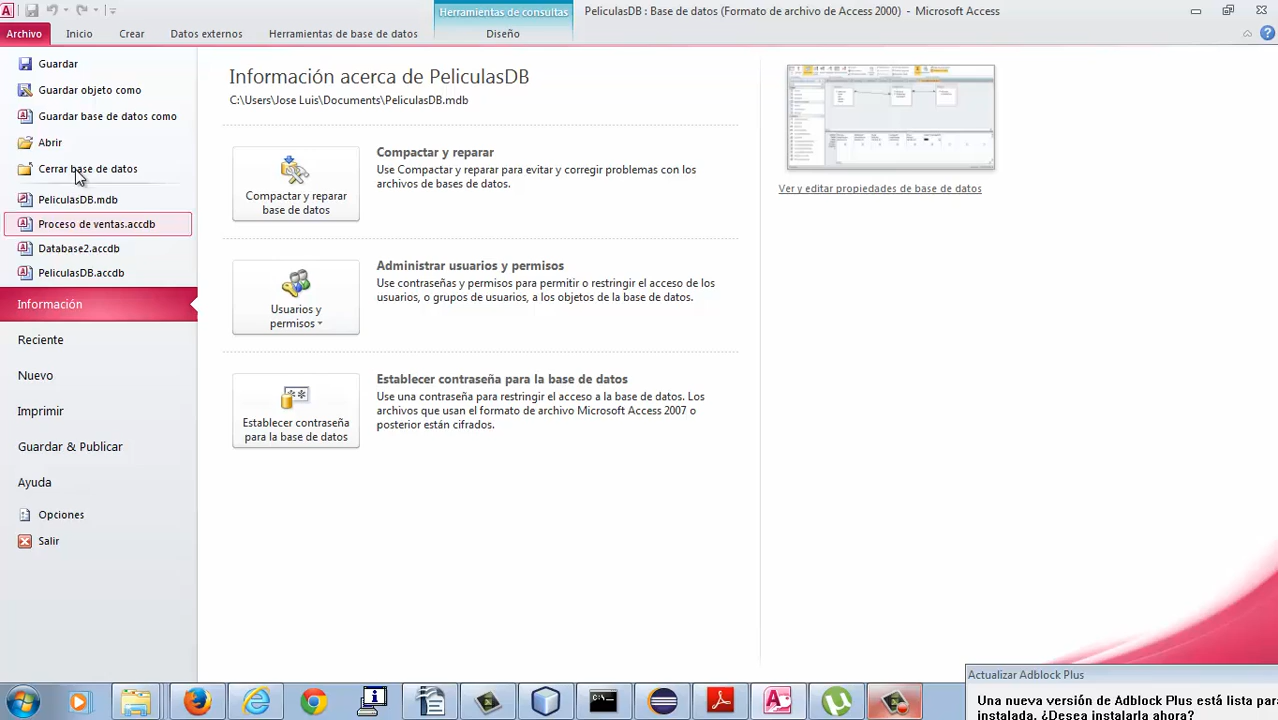 Herramientas de consultas
PeliculasDB : Base de datos (Formato de archivo de Access 2000) - Microsoft Access
Archivo
Inicio
Crear
Datos externos
Herramientas de base de datos
Diseño
Guardar
Guardar objeto como
Guardar base datos como
Abrir
Cerrar base de datos
PeliculasDB.mdb
Proceso de ventas.accdb
Database2.accdb
PeliculasDB.accdb
Información
Reciente
Nuevo
Imprimir
Guardar & Publicar
Ayuda
Opciones
Salir
Información acerca de PeliculasDB
C:\Users\Jose Luis\Documents\PeliculasDB.mdb
Compactar y reparar
base de datos
Compactar y reparar
Use Compactar y reparar para evitar y corregir problemas con los
archivos de bases de datos.
Usuarios y
permisos
Administrar usuarios y permisos
Use contraseñas y permisos para permitir o restringir el acceso de los
usuarios, o grupos de usuarios, a los objetos de la base de datos.
Establecer contraseña
para la base de datos
Establecer contraseña para la base de datos
Use una contraseña para restringir el acceso a la base de datos. Los
archivos que usan el formato de archivo Microsoft Access 2007 o
posterior están cifrados.
Ver y editar propiedades de base de datos
Actualizar Adblock Plus
Una nueva versión de Adblock Plus está lista para
instalada. ¿Desea instalarla ahora?